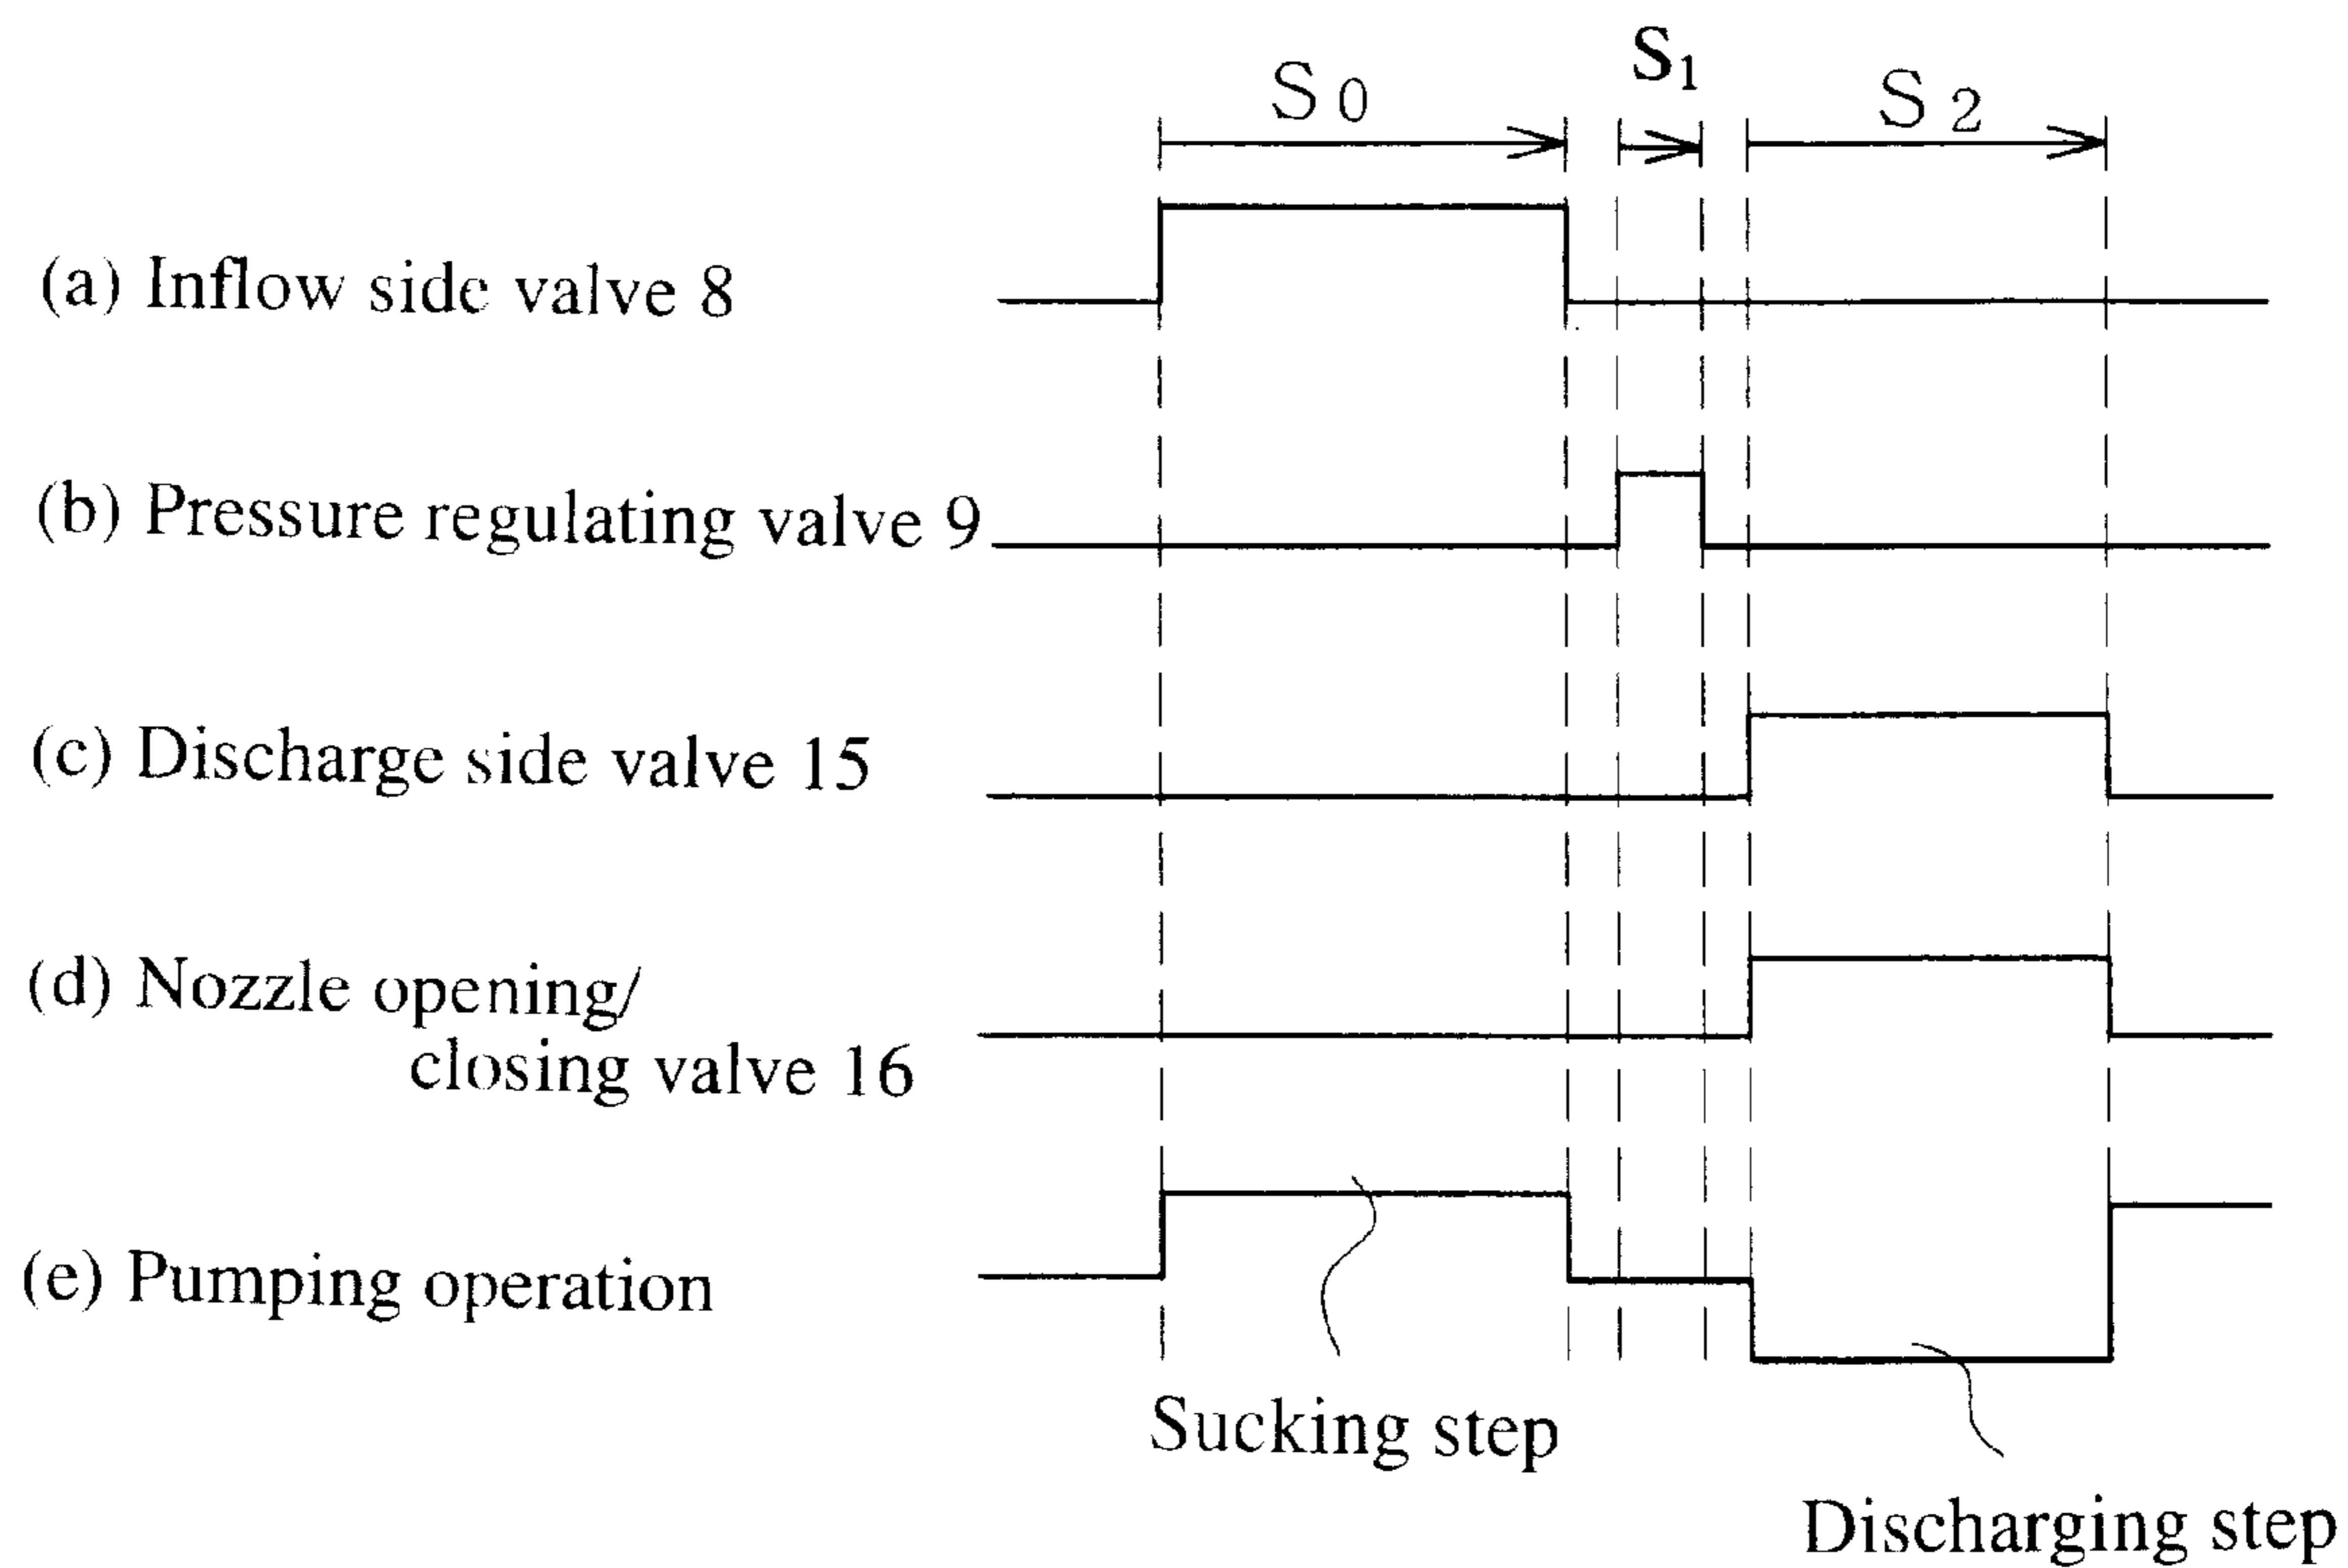 S0 S1 S2
(a) Inflow side valve 8
(b) Pressure regulating valve 9
(c) Discharge side valve 15
(d) Nozzle opening/
closing valve 16
(e) Pumping operation
Sucking step
Discharging step